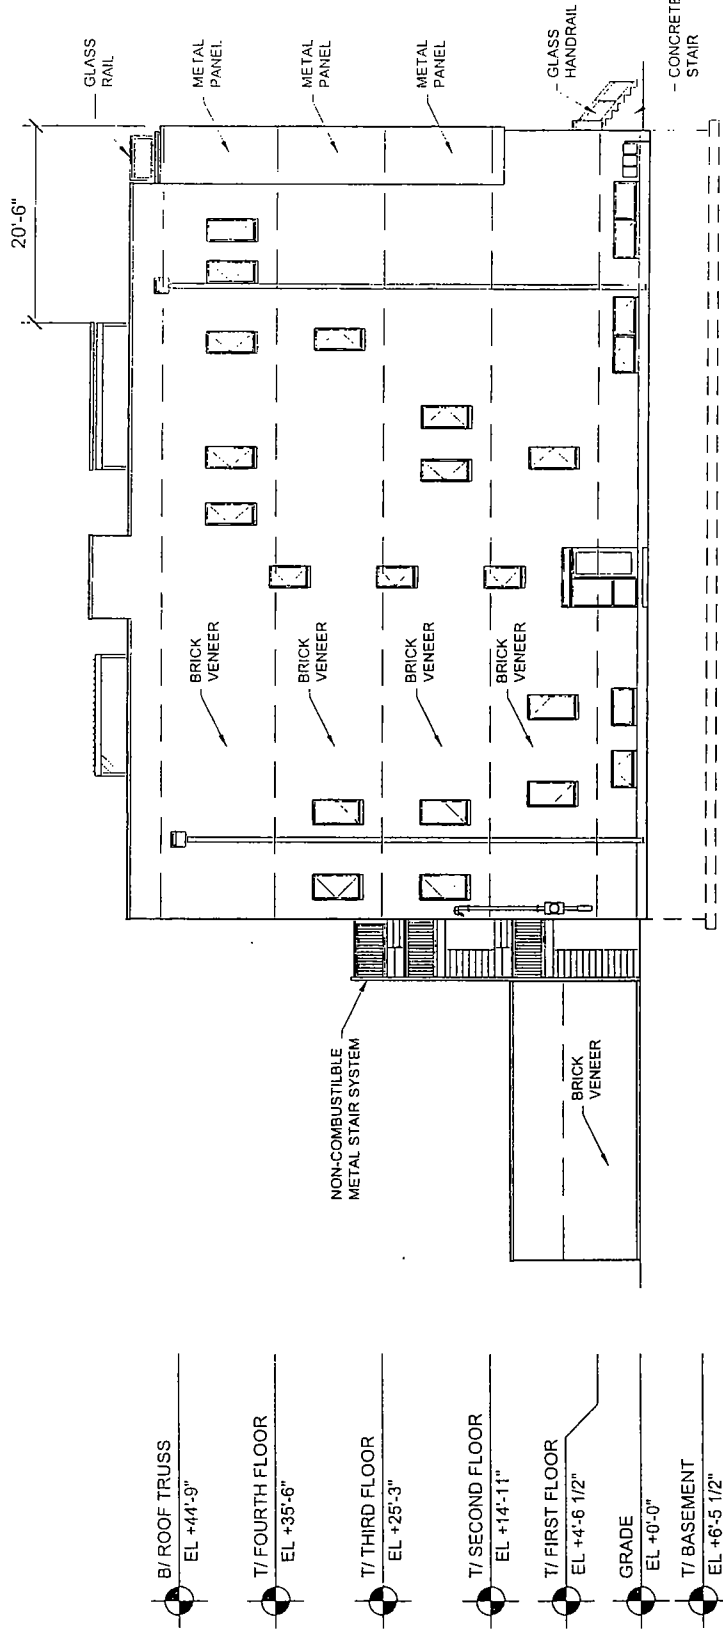 B/ ROOF TRUSS
EL +44'-9"
T/ FOURTH FLOOR
EL +35'-6"
T/ THIRD FLOOR
EL +25'-3"
T/ SECOND FLOOR
EL +14'-11"
T/ FIRST FLOOR
EL +4'-6 1/2"
GRADE
EL +0'-0"
T/ BASEMENT
EL +6'-5 1/2"
NON-COMBUSTILBLE
METAL STAIR SYSTEM
BRICK
VENEER
BRICK
VENEER
BRICK
VENEER
BRICK
VENEER
BRICK
VENEER
20'-6"
GLASS
RAIL
METAL
PANEL
METAL
PANEL
METAL
PANEL
GLASS
HANDRAIL
CONCRETE
STAIR